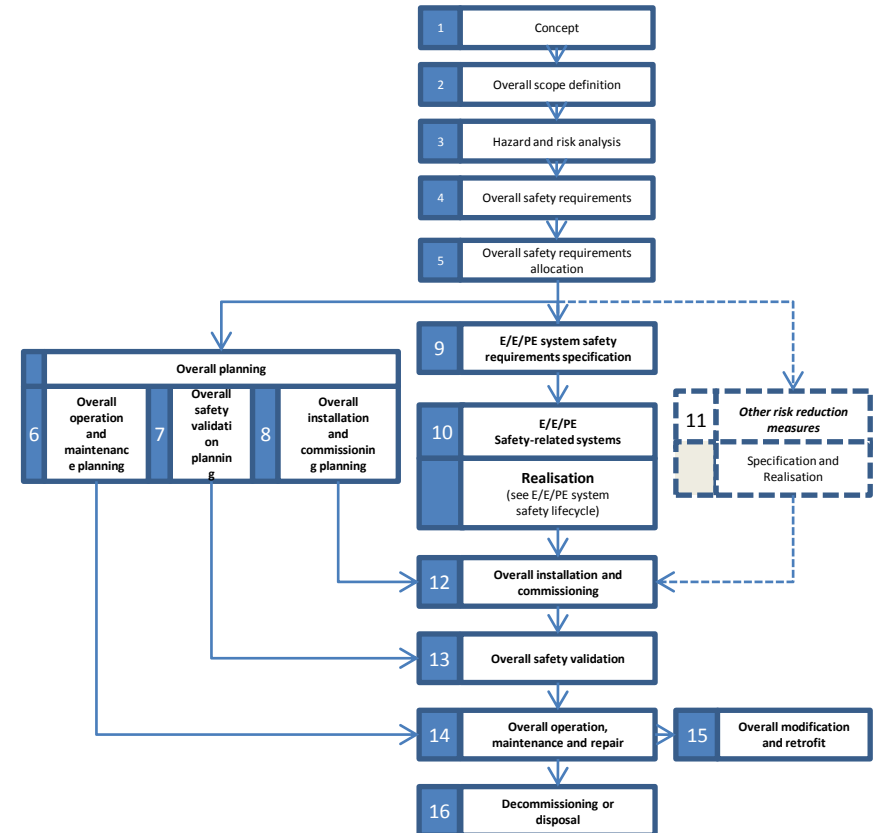 1
Concept
2
Overall scope definition
3
Hazard and risk analysis
4
Overall safety requirements
5
Overall safety requirements
allocation
9
E/E/PE system safety
requirements specification
Overall planning
6
Overall
operation
and
maintenanc
e planning
7
Overall
safety
validati
on
plannin
g
8
Overall
installation
and
commissionin
g planning
10
E/E/PE
Safety-related systems
Realisation
(see E/E/PE system
safety lifecycle)
11
Other risk reduction
measures
Specification and
Realisation
12
Overall installation and
commissioning
13
Overall safety validation
14
Overall operation,
maintenance and repair
15
Overall modification
and retrofit
16
Decommissioning or
disposal